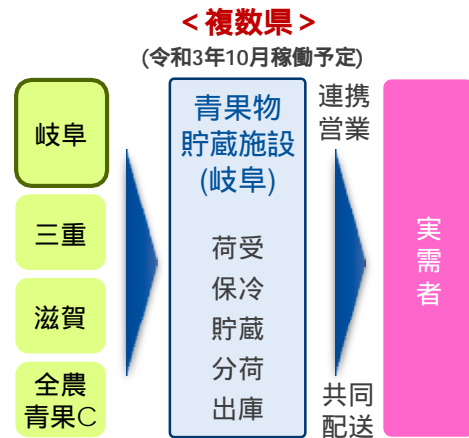 ＜複数県＞
(令和3年10月稼働予定)
岐阜
三重
滋賀
全農
青果C
青果物
貯蔵施設
(岐阜)
荷受
保冷
貯蔵
分荷
出庫
連携
営業
共同
配送
実需者